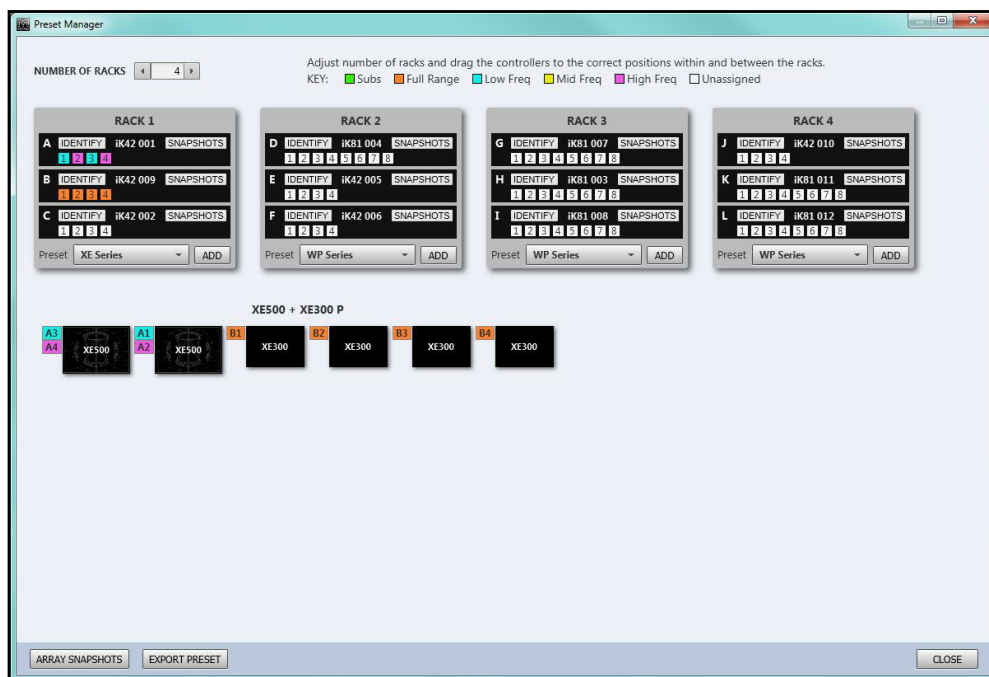 Preset Manager
NUMBER OF RACKS 4
Adjust number of racks and drag the controllers to the correct positions within and between the racks.
KEY: Subs Full Range Low Freq Mid Freq High Freq Unassigned
RACK 1
A IDENTIFY iK42 001 SNAPSHOTS
1 2 3 4
B IDENTIFY iK42 009 SNAPSHOTS
1 2 3 4
C IDENTIFY iK42 002 SNAPSHOTS
1 2 3 4
Preset XE Series ADD
RACK 2
D IDENTIFY iK81 004 SNAPSHOTS
1 2 3 4 5 6 7 8
E IDENTIFY iK42 005 SNAPSHOTS
1 2 3 4
F IDENTIFY iK42 006 SNAPSHOTS
1 2 3 4
Preset WP Series ADD
RACK 3
G IDENTIFY iK81 007 SNAPSHOTS
1 2 3 4 5 6 7 8
H IDENTIFY iK81 003 SNAPSHOTS
1 2 3 4 5 6 7 8
I IDENTIFY iK81 008 SNAPSHOTS
1 2 3 4 5 6 7 8
Preset WP Series ADD
RACK 4
J IDENTIFY iK42 010 SNAPSHOTS
1 2 3 4
K IDENTIFY iK81 011 SNAPSHOTS
1 2 3 4 5 6 7 8
L IDENTIFY iK81 012 SNAPSHOTS
1 2 3 4 5 6 7 8
Preset WP Series ADD
XE500 + XE300 P
A3
A4 XE500
A1
A2 XE500
B1 XE300
B2 XE300
B3 XE300
B4 XE300
ARRAY SNAPSHOTS EXPORT PRESET CLOSE